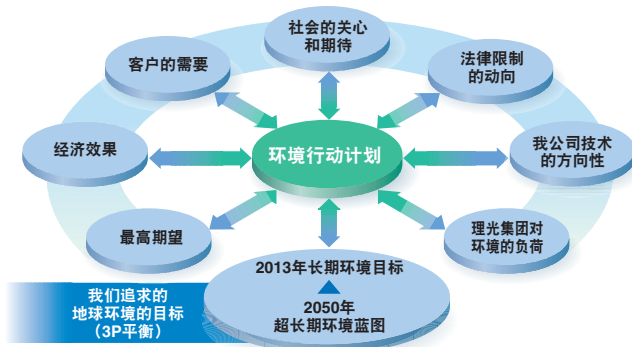 社会的关心
和期待
客户的需要
法律限制
的动向
经济效果
环境行动计划
我公司技术
的方向性
最高期望
理光集团对
环境的负荷
2013年长期环境目标
2050年
超长期环境蓝图
我们追求的
地球环境的目标
（3P平衡）